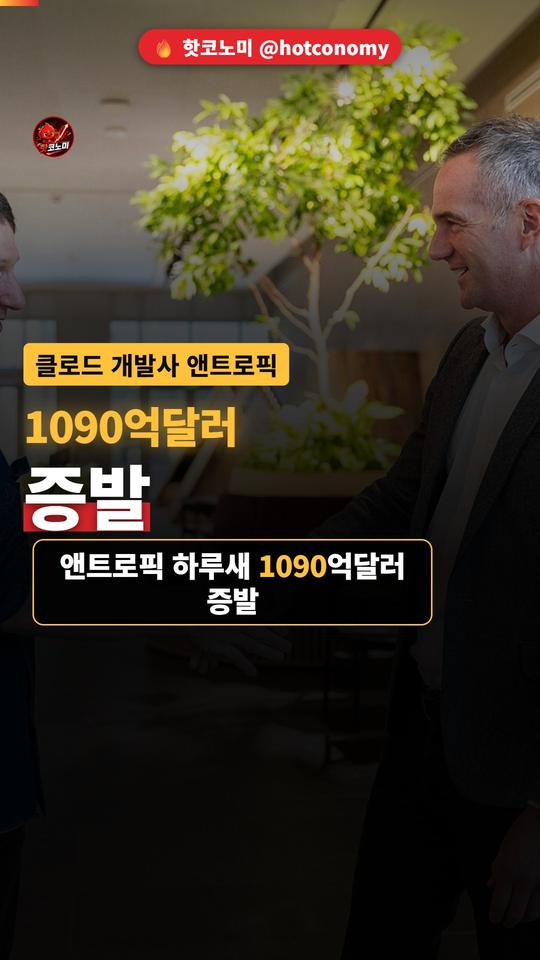 🔥 핫코노미 @hotconomy
핫코노미
클로드 개발사 앤트로픽
1090억달러
증발
앤트로픽 하루새 1090억달러
증발